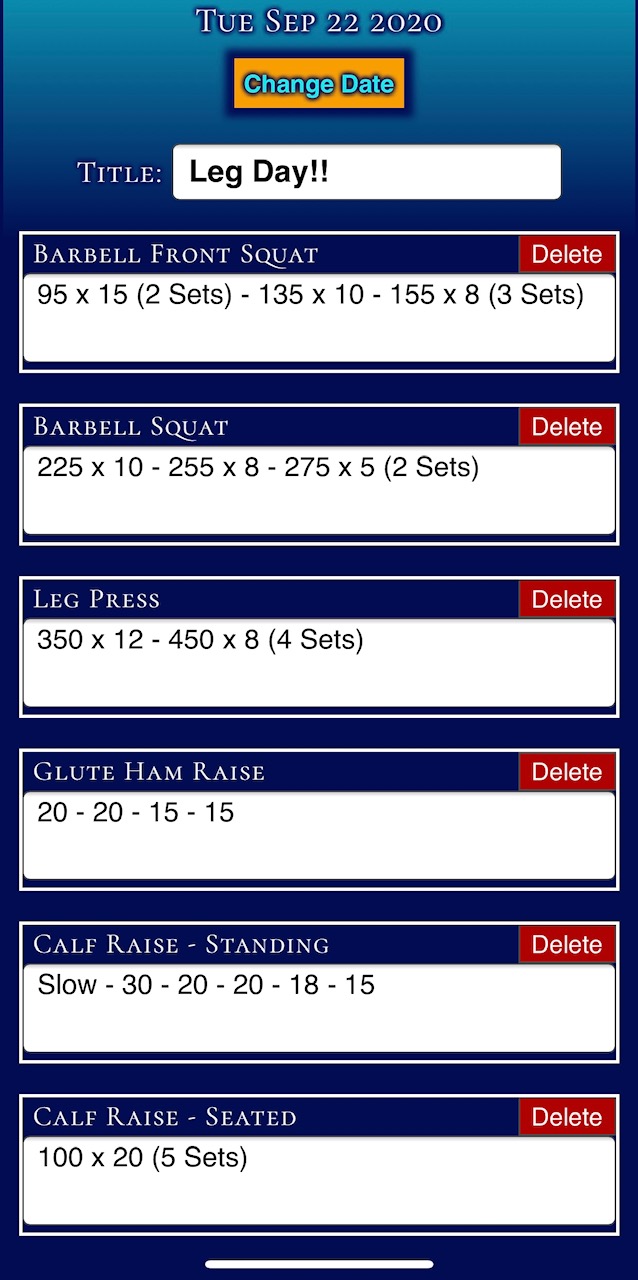 Tue Sep 22 2020
Change Date
Title: Leg Day!!
Barbell Front Squat Delete
95 x 15 (2 Sets) - 135 x 10 - 155 x 8 (3 Sets)
Barbell Squat Delete
225 x 10 - 255 x 8 - 275 x 5 (2 Sets)
Leg Press Delete
350 x 12 - 450 x 8 (4 Sets)
Glute Ham Raise Delete
20 - 20 - 15 - 15
Calf Raise - Standing Delete
Slow - 30 - 20 - 20 - 18 - 15
Calf Raise - Seated Delete
100 x 20 (5 Sets)